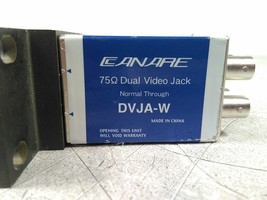 CANARE
75Ω Dual Video Jack
Normal Through
DVJA-W
MADE IN CHINA
OPENING THIS UNIT
WILL VOID WARRANTY